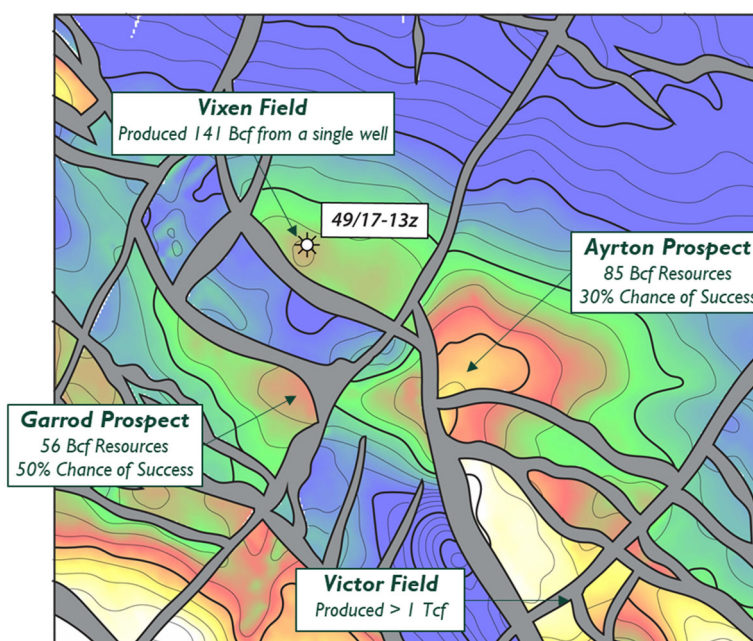 Vixen Field
Produced 141 Bcf from a single well
49/17-13z
Ayrton Prospect
85 Bcf Resources
30% Chance of Success
Garrod Prospect
56 Bcf Resources
50% Chance of Success
Victor Field
Produced > 1 Tcf